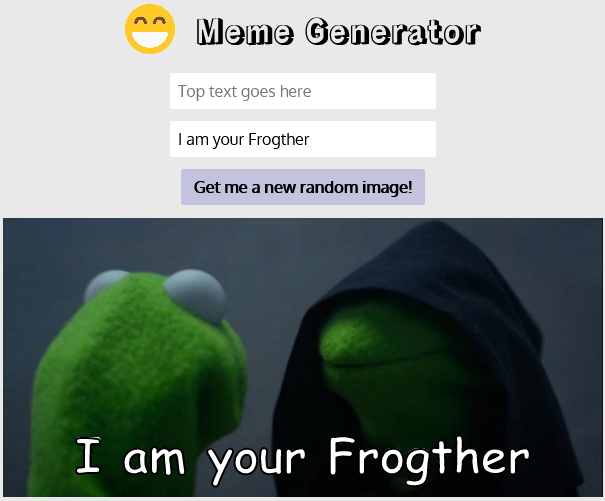 Meme Generator
Top text goes here
I am your Frogther
Get me a new random image!
I am your Frogther